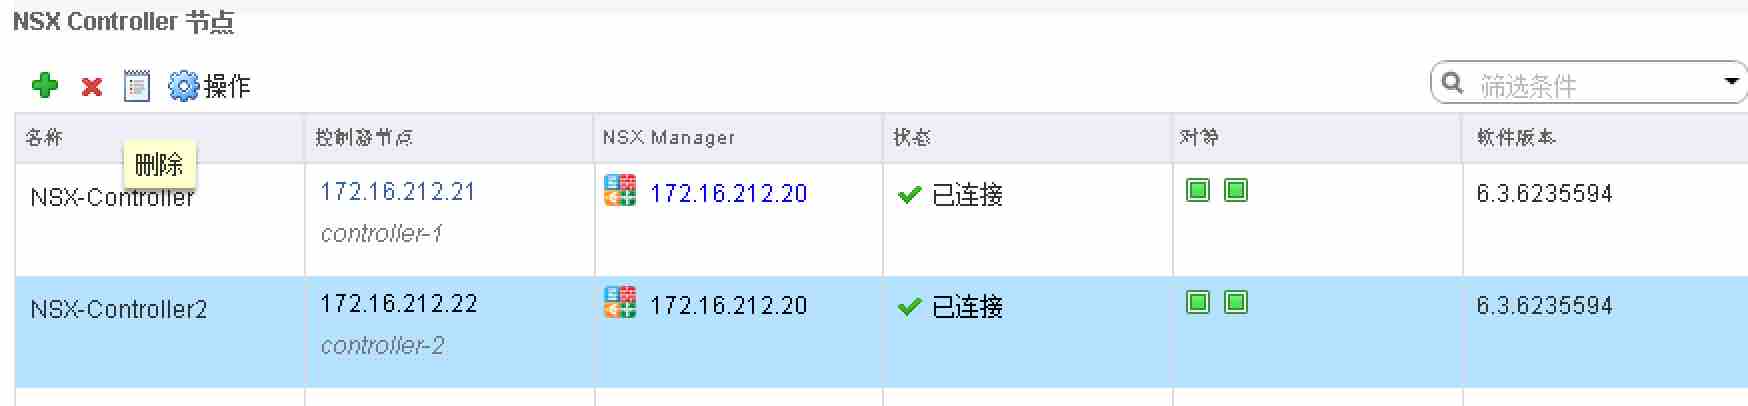 NSX Controller 节点
操作
筛选条件
名称 控制器节点 NSX Manager 状态 对等 软件版本
删除
NSX-Controller 172.16.212.21 172.16.212.20 已连接 6.3.6235594
controller-1
NSX-Controller2 172.16.212.22 172.16.212.20 已连接 6.3.6235594
controller-2